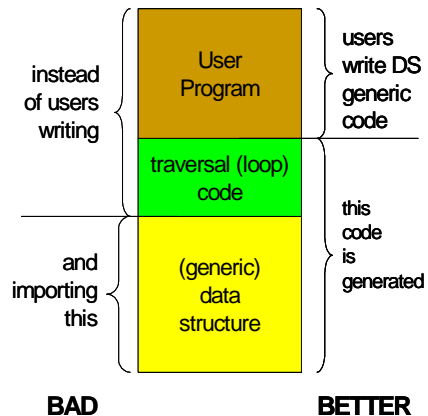 instead
of users
writing
and
importing
this
User
Program
traversal (loop)
code
(generic)
data
structure
users
write DS
generic
code
this
code
is
generated
BAD
BETTER